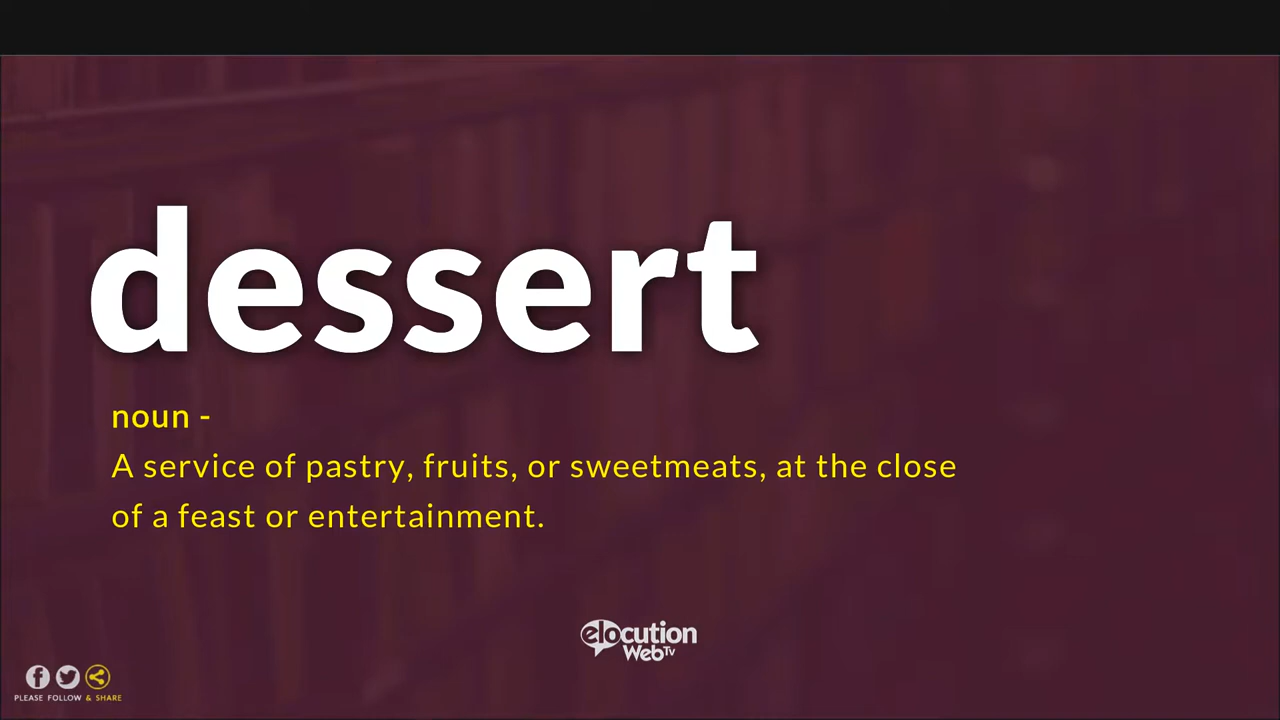 dessert
noun -
A service of pastry, fruits, or sweetmeats, at the close
of a feast or entertainment.
elocution
WebTv
PLEASE FOLLOW & SHARE